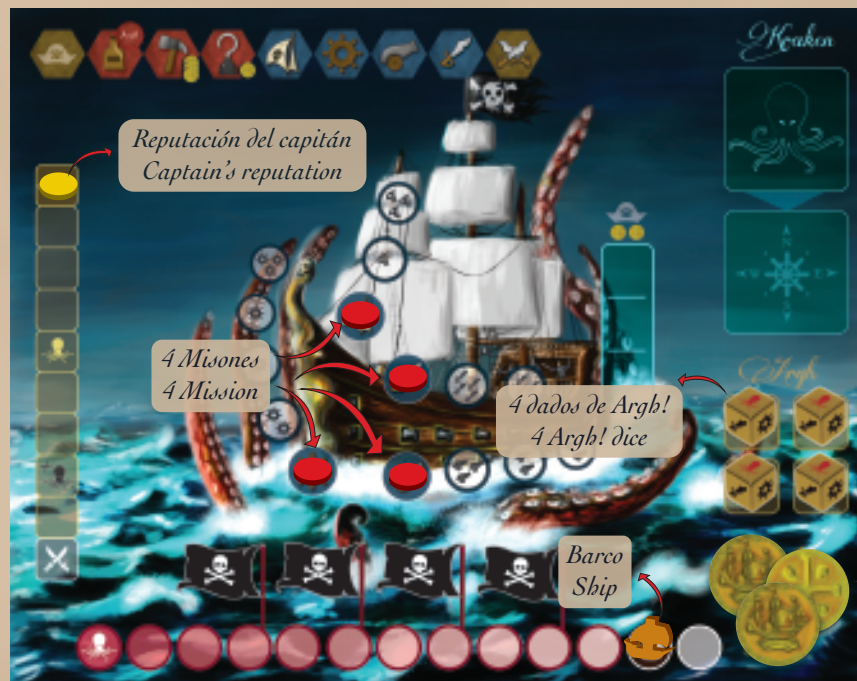 Kraken
Reputación del capitán
Captain's reputation
N
W E
S
4 Misones
4 Mission
Argh
4 dados de Argh!
4 Argh! dice
Barco
Ship